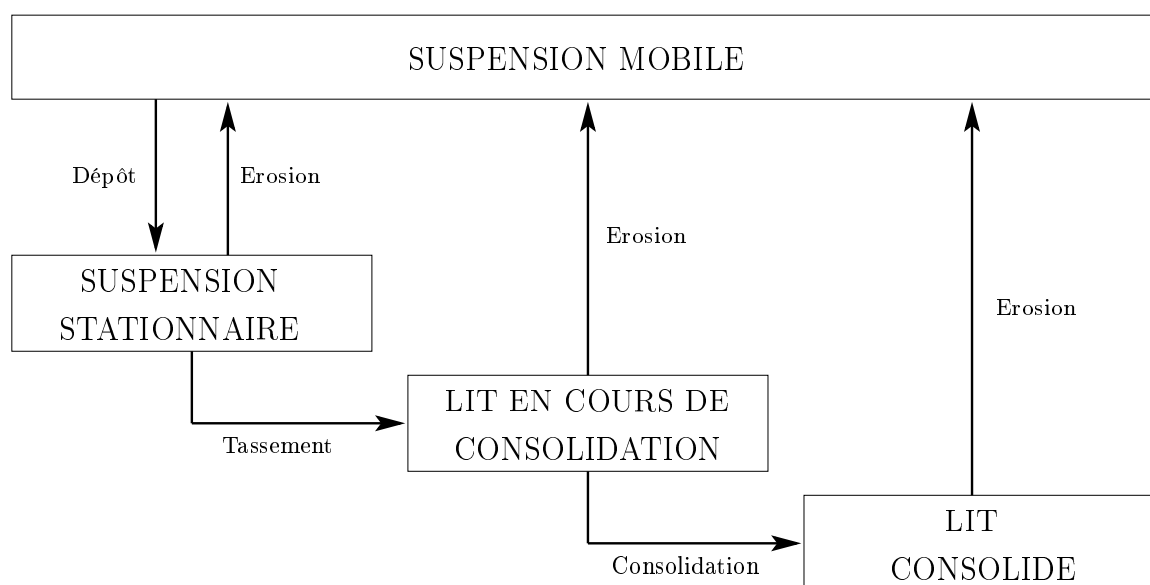 SUSPENSION MOBILE
Dépôt
Erosion
Erosion
SUSPENSION
STATIONNAIRE
Erosion
LIT EN COURS DE
CONSOLIDATION
Tassement
LIT
CONSOLIDE
Consolidation